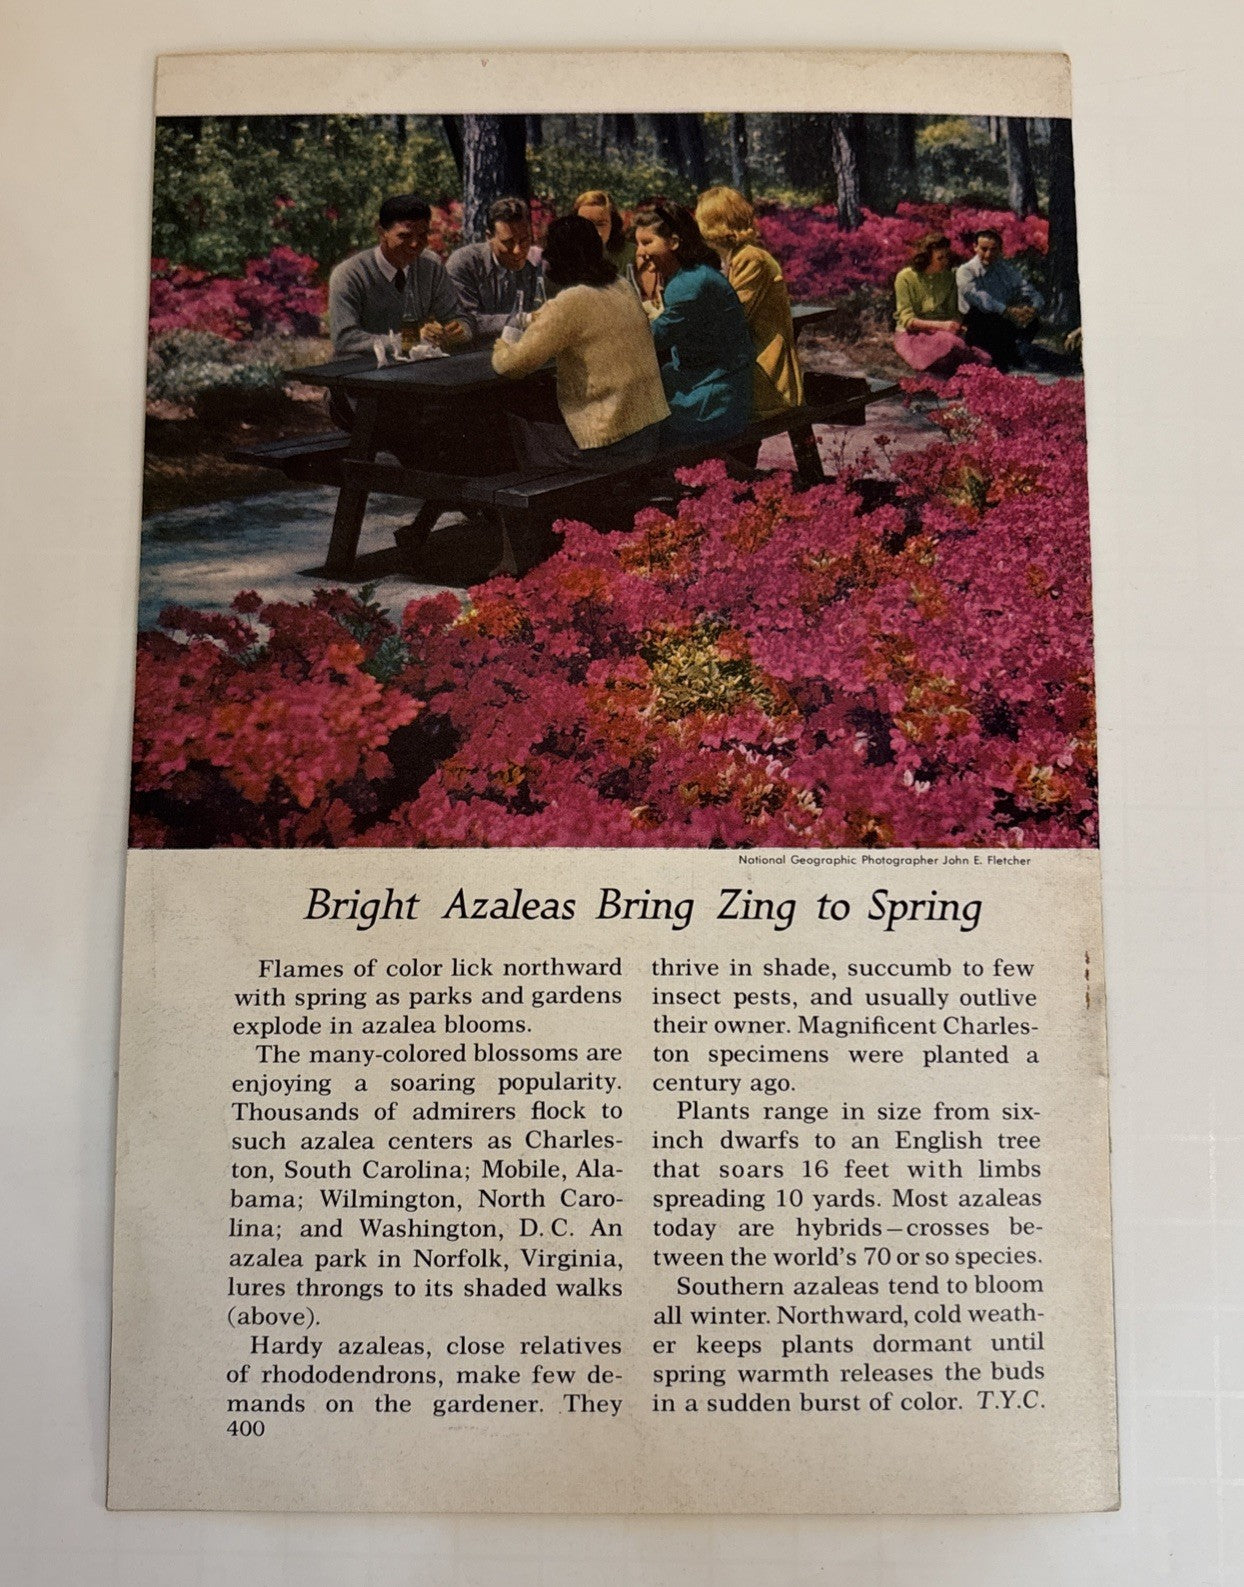 National Geographic Photographer John E. Fletcher
Bright Azaleas Bring Zing to Spring
Flames of color lick northward
with spring as parks and gardens
explode in azalea blooms.
The many-colored blossoms are
enjoying a soaring popularity.
Thousands of admirers flock to
such azalea centers as Charles-
ton, South Carolina; Mobile, Ala-
bama; Wilmington, North Caro-
lina; and Washington, D. C. An
azalea park in Norfolk, Virginia,
lures throngs to its shaded walks
(above).
Hardy azaleas, close relatives
of rhododendrons, make few de-
mands on the gardener. They
400
thrive in shade, succumb to few
insect pests, and usually outlive
their owner. Magnificent Charles-
ton specimens were planted a
century ago.
Plants range in size from six-
inch dwarfs to an English tree
that soars 16 feet with limbs
spreading 10 yards. Most azaleas
today are hybrids—crosses be-
tween the world's 70 or so species.
Southern azaleas tend to bloom
all winter. Northward, cold weath-
er keeps plants dormant until
spring warmth releases the buds
in a sudden burst of color. T.Y.C.